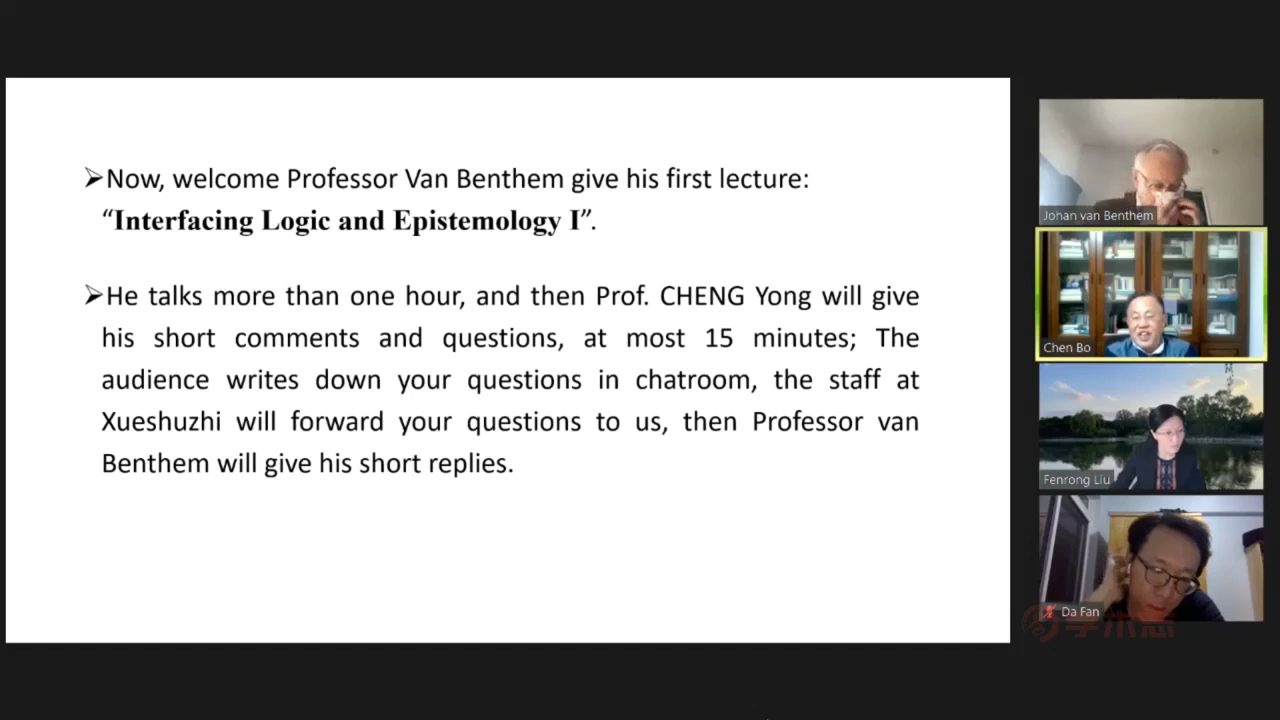 ➢Now, welcome Professor Van Benthem give his first lecture:
“Interfacing Logic and Epistemology I”.
➢He talks more than one hour, and then Prof. CHENG Yong will give
his short comments and questions, at most 15 minutes; The
audience writes down your questions in chatroom, the staff at
Xueshuzhi will forward your questions to us, then Professor van
Benthem will give his short replies.
Johan van Benthem
Chen Bo
Fenrong Liu
Da Fan
学术志